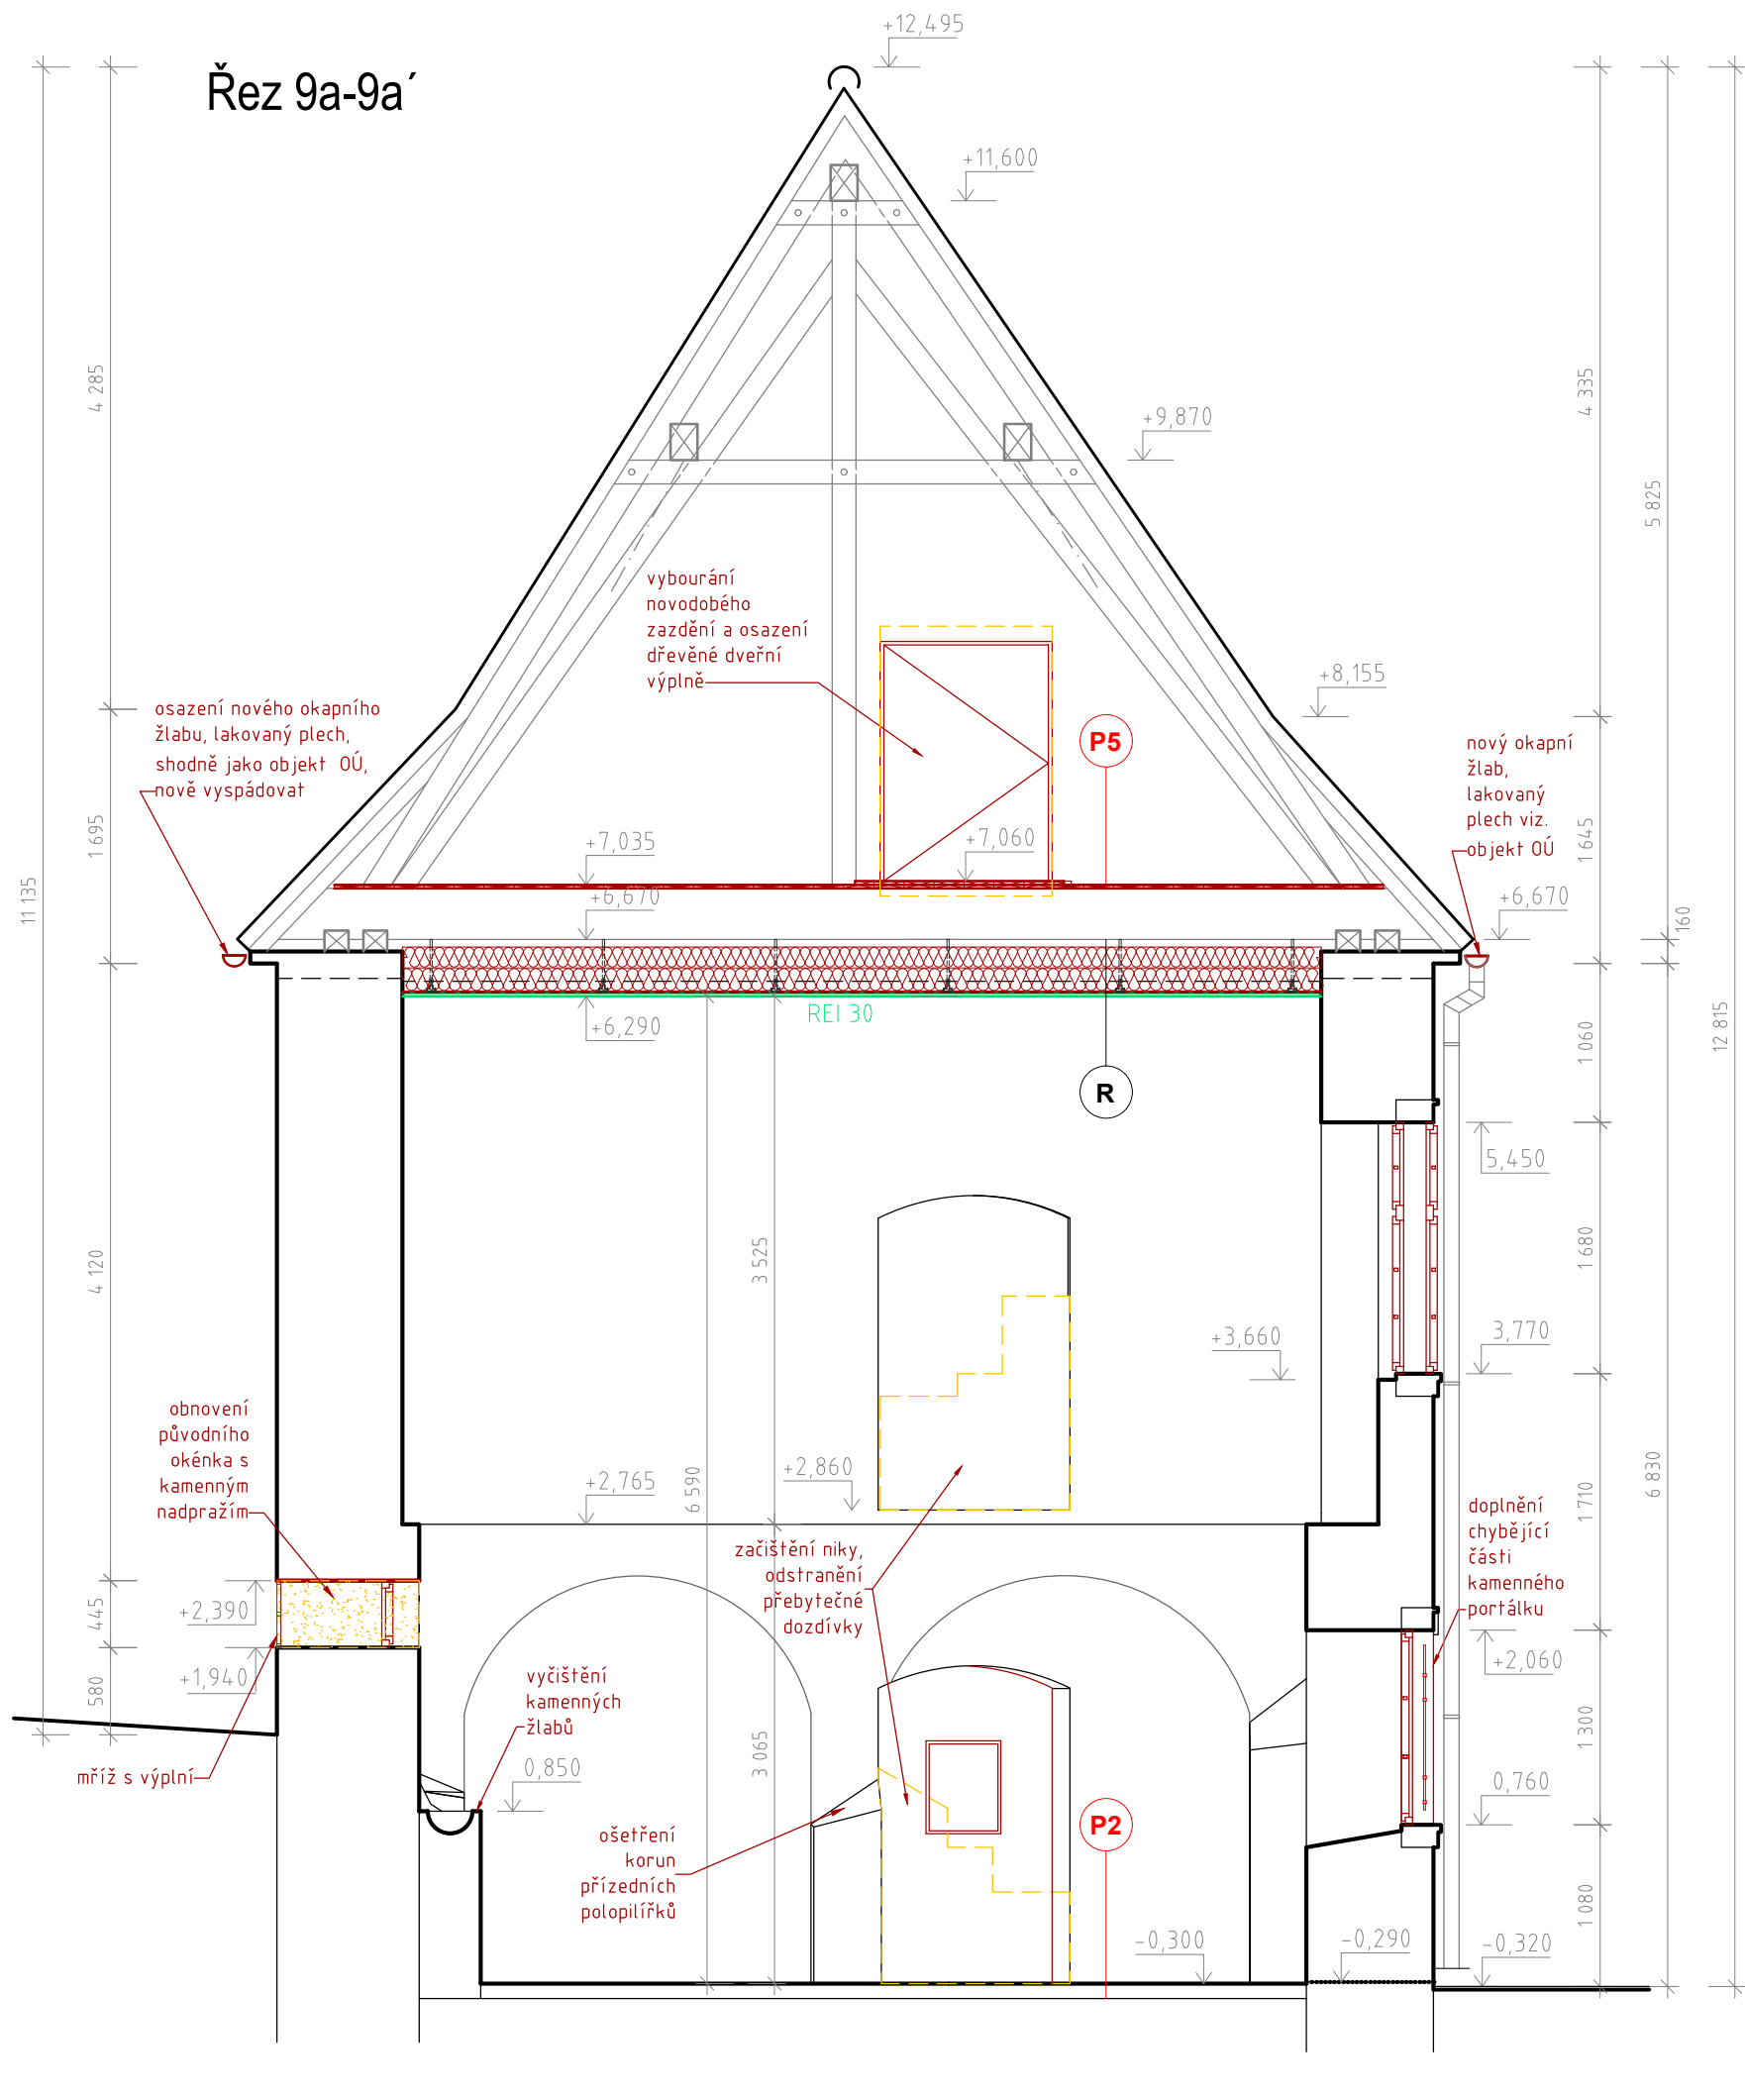 Řez 9a-9a´
+12,495
+11,600
+9,870
+8,155
vybourání
novodobého
zazdění a osazení
dřevěné dveřní
výplně
osazení nového okapního
žlabu, lakovaný plech,
shodně jako objekt OÚ,
nově vyspádovat
P5
nový okapní
žlab,
lakovaný
plech viz.
objekt OÚ
+7,035
+7,060
+6,670
+6,670
REI 30
+6,290
R
5,450
3,770
+3,660
+2,860
+2,765
obnovení
původního
okénka s
kamenným
nadpražím
začištění niky,
odstranění
přebytečné
dozdívky
doplnění
chybějící
části
kamenného
portálku
+2,390
+1,940
+2,060
vyčištění
kamenných
žlabů
mříž s výplní
0,850
0,760
ošetření
korun
přízedních
polopilířků
P2
-0,300
-0,290
-0,320
11 135
4 285
1 695
4 120
445
580
6 590
3 525
3 065
4 335
1 645
1 060
1 680
1 710
1 300
1 080
5 825
160
6 830
12 815